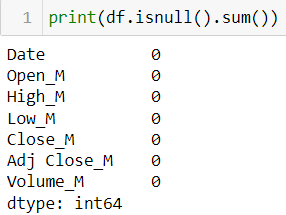 1 print(df.isnull().sum())
Date 0
Open_M 0
High_M 0
Low_M 0
Close_M 0
Adj Close_M 0
Volume_M 0
dtype: int64